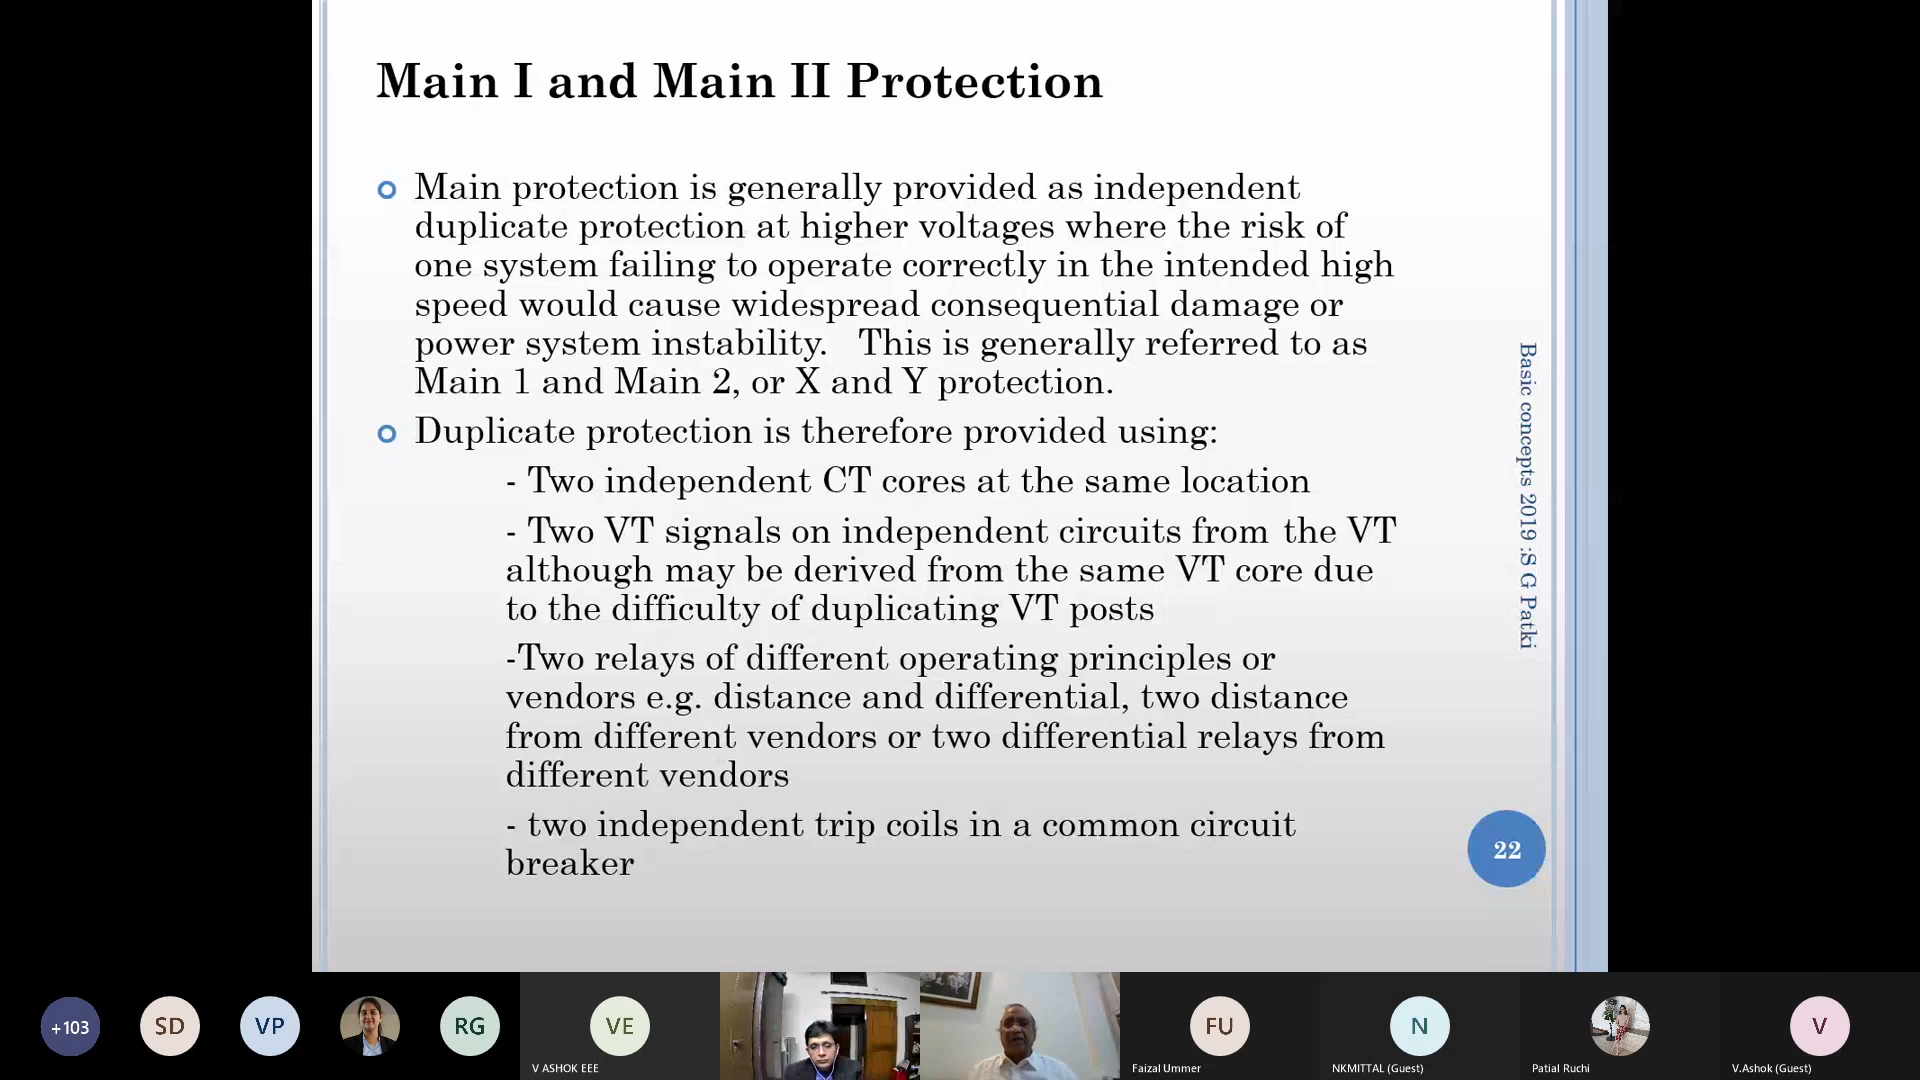 Main I and Main II Protection
Main protection is generally provided as independent
duplicate protection at higher voltages where the risk of
one system failing to operate correctly in the intended high
speed would cause widespread consequential damage or
power system instability.   This is generally referred to as
Main 1 and Main 2, or X and Y protection.
Duplicate protection is therefore provided using:
- Two independent CT cores at the same location
- Two VT signals on independent circuits from the VT
although may be derived from the same VT core due
to the difficulty of duplicating VT posts
-Two relays of different operating principles or
vendors e.g. distance and differential, two distance
from different vendors or two differential relays from
different vendors
- two independent trip coils in a common circuit
breaker
Basic concepts 2019 :S G Patki
22
+103
SD
VP
RG
VE
V ASHOK EEE
FU
Faizal Ummer
N
NKMITTAL (Guest)
Patial Ruchi
V
V.Ashok (Guest)